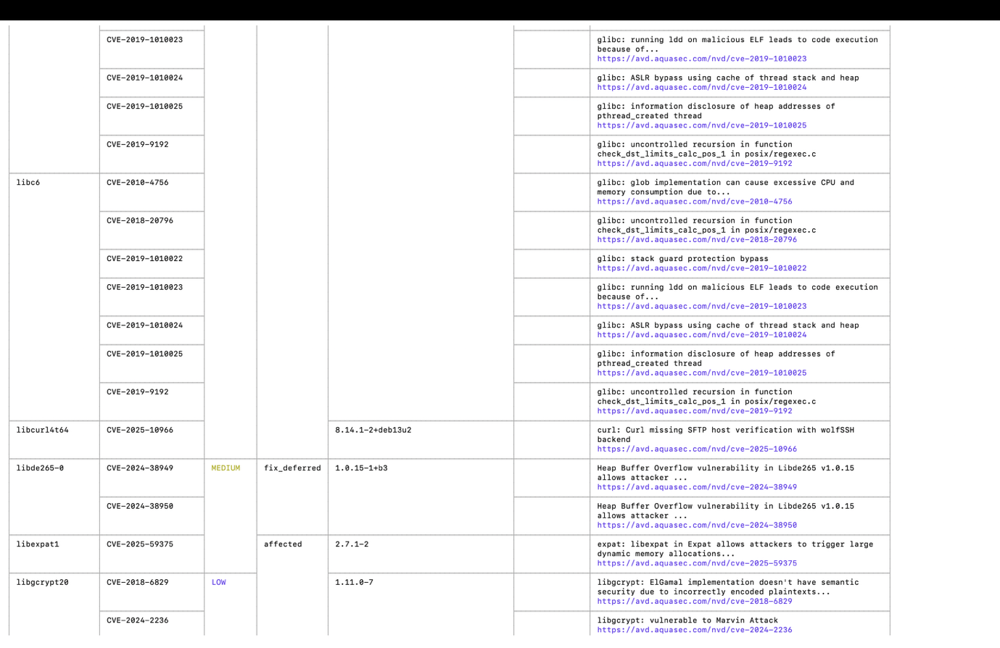 CVE-2019-1010023 glibc: running ldd on malicious ELF leads to code execution
because of...
https://avd.aquasec.com/nvd/cve-2019-1010023
CVE-2019-1010024 glibc: ASLR bypass using cache of thread stack and heap
https://avd.aquasec.com/nvd/cve-2019-1010024
CVE-2019-1010025 glibc: information disclosure of heap addresses of
pthread_created thread
https://avd.aquasec.com/nvd/cve-2019-1010025
CVE-2019-9192 glibc: uncontrolled recursion in function
check_dst_limits_calc_pos_1 in posix/regexec.c
https://avd.aquasec.com/nvd/cve-2019-9192
libc6 CVE-2010-4756 glibc: glob implementation can cause excessive CPU and
memory consumption due to...
https://avd.aquasec.com/nvd/cve-2010-4756
CVE-2018-20796 glibc: uncontrolled recursion in function
check_dst_limits_calc_pos_1 in posix/regexec.c
https://avd.aquasec.com/nvd/cve-2018-20796
CVE-2019-1010022 glibc: stack guard protection bypass
https://avd.aquasec.com/nvd/cve-2019-1010022
CVE-2019-1010023 glibc: running ldd on malicious ELF leads to code execution
because of...
https://avd.aquasec.com/nvd/cve-2019-1010023
CVE-2019-1010024 glibc: ASLR bypass using cache of thread stack and heap
https://avd.aquasec.com/nvd/cve-2019-1010024
CVE-2019-1010025 glibc: information disclosure of heap addresses of
pthread_created thread
https://avd.aquasec.com/nvd/cve-2019-1010025
CVE-2019-9192 glibc: uncontrolled recursion in function
check_dst_limits_calc_pos_1 in posix/regexec.c
https://avd.aquasec.com/nvd/cve-2019-9192
libcurl4t64 CVE-2025-10966 8.14.1-2+deb13u2 curl: Curl missing SFTP host verification with wolfSSH
backend
https://avd.aquasec.com/nvd/cve-2025-10966
libde265-0 CVE-2024-38949 MEDIUM fix_deferred 1.0.15-1+b3 Heap Buffer Overflow vulnerability in Libde265 v1.0.15
allows attacker ...
https://avd.aquasec.com/nvd/cve-2024-38949
CVE-2024-38950 Heap Buffer Overflow vulnerability in Libde265 v1.0.15
allows attacker ...
https://avd.aquasec.com/nvd/cve-2024-38950
libexpat1 CVE-2025-59375 affected 2.7.1-2 expat: libexpat in Expat allows attackers to trigger large
dynamic memory allocations...
https://avd.aquasec.com/nvd/cve-2025-59375
libgcrypt20 CVE-2018-6829 LOW 1.11.0-7 libgcrypt: ElGamal implementation doesn't have semantic
security due to incorrectly encoded plaintexts...
https://avd.aquasec.com/nvd/cve-2018-6829
CVE-2024-2236 libgcrypt: vulnerable to Marvin Attack
https://avd.aquasec.com/nvd/cve-2024-2236